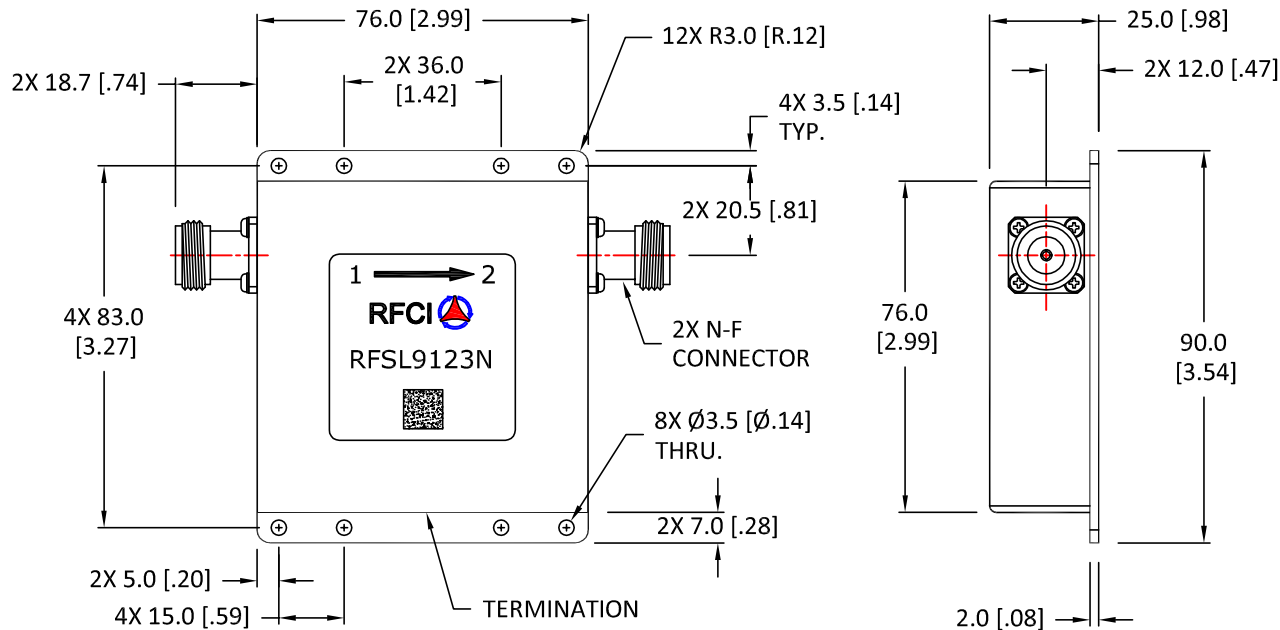 76.0 [2.99]
25.0 [.98]
12X R3.0 [R.12]
2X 36.0
[1.42]
2X 18.7 [.74]
2X 12.0 [.47]
4X 3.5 [.14]
TYP.
2X 20.5 [.81]
1
2
RFCI
RFSL9123N
4X 83.0
[3.27]
2X N-F
CONNECTOR
76.0
[2.99]
90.0
[3.54]
8X Ø3.5 [Ø.14]
THRU.
2X 7.0 [.28]
2X 5.0 [.20]
4X 15.0 [.59]
TERMINATION
2.0 [.08]